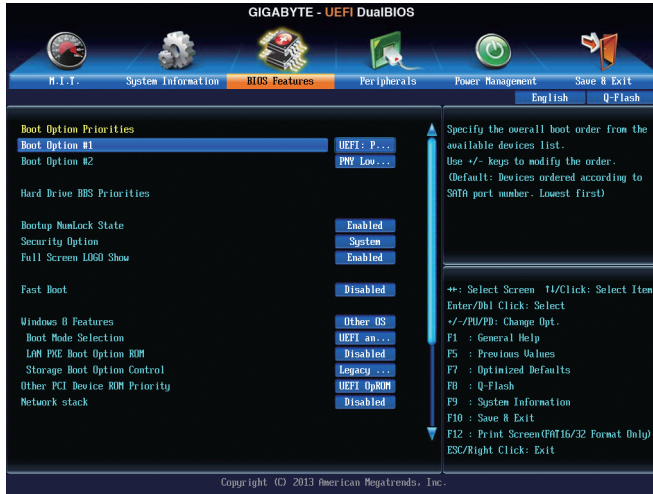 GIGABYTE - UEFI DualBIOS
M.I.T.
System Information
BIOS Features
Peripherals
Power Management
Save & Exit
English
Q-Flash
Boot Option Priorities
Boot Option #1 UEFI: P...
Boot Option #2 PNY Lov...
Hard Drive BBS Priorities
Bootup NumLock State Enabled
Security Option System
Full Screen LOGO Show Enabled
Fast Boot Disabled
Windows 8 Features Other OS
Boot Mode Selection UEFI an...
LAN PXE Boot Option ROM Disabled
Storage Boot Option Control Legacy ...
Other PCI Device ROM Priority UEFI OpROM
Network stack Disabled
Specify the overall boot order from the
available devices list.
Use +/- keys to modify the order.
(Default: Devices ordered according to
SATA port number. Lowest first)
→←: Select Screen ↑↓/Click: Select Item
Enter/Dbl Click: Select
+/-/PU/PD: Change Opt.
F1 : General Help
F5 : Previous Values
F7 : Optimized Defaults
F8 : Q-Flash
F9 : System Information
F10 : Save & Exit
F12 : Print Screen(FAT16/32 Format Only)
ESC/Right Click: Exit
Copyright (C) 2013 American Megatrends, Inc.